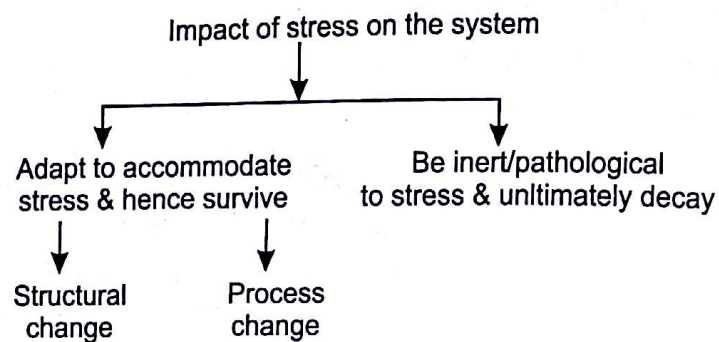 Impact of stress on the system
Adapt to accommodate
stress & hence survive
Be inert/pathological
to stress & unltimately decay
Structural
change
Process
change